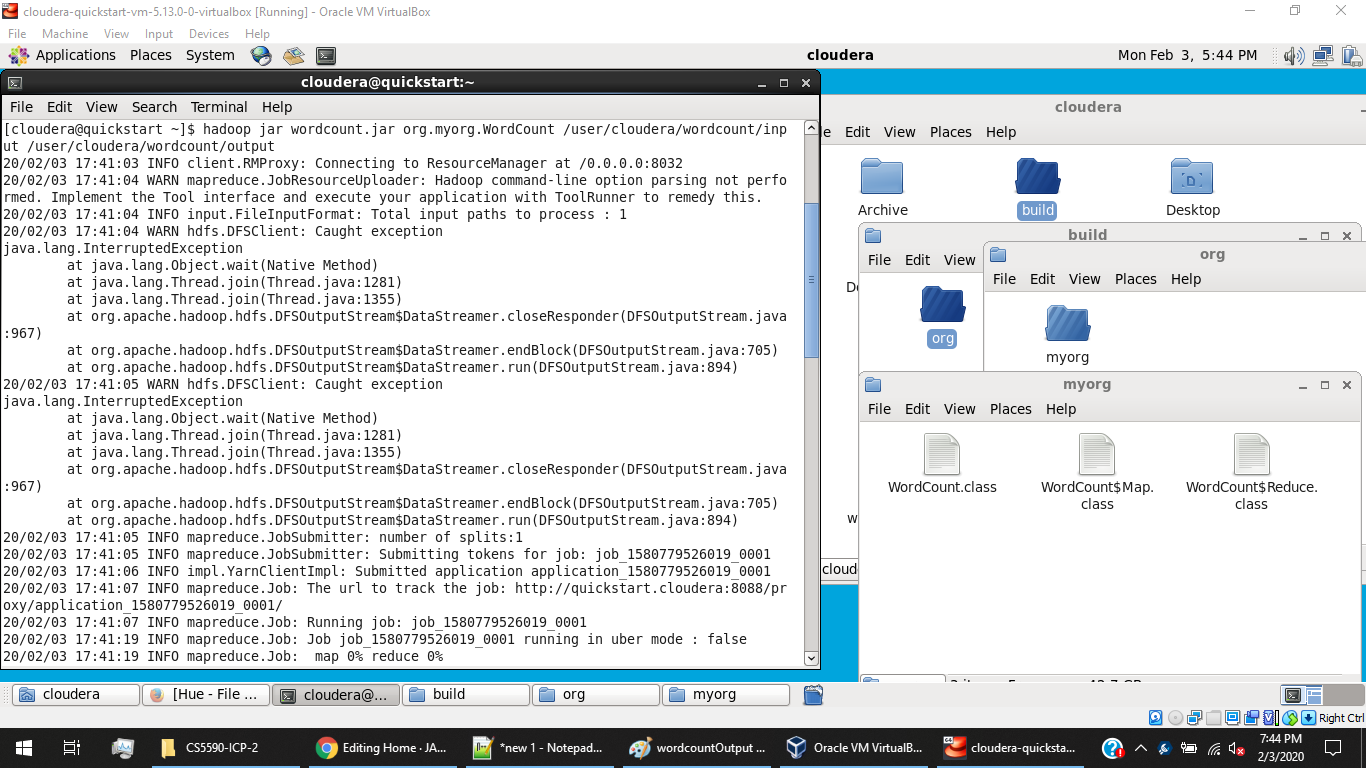 cloudera-quickstart-vm-5.13.0-0-virtualbox [Running] - Oracle VM VirtualBox
File Machine View Input Devices Help
Applications Places System cloudera Mon Feb 3, 5:44 PM
cloudera@quickstart:~
File Edit View Search Terminal Help
[cloudera@quickstart ~]$ hadoop jar wordcount.jar org.myorg.WordCount /user/cloudera/wordcount/inp
ut /user/cloudera/wordcount/output
20/02/03 17:41:03 INFO client.RMProxy: Connecting to ResourceManager at /0.0.0.0:8032
20/02/03 17:41:04 WARN mapreduce.JobResourceUploader: Hadoop command-line option parsing not perfo
rmed. Implement the Tool interface and execute your application with ToolRunner to remedy this.
20/02/03 17:41:04 INFO input.FileInputFormat: Total input paths to process : 1
20/02/03 17:41:04 WARN hdfs.DFSClient: Caught exception
java.lang.InterruptedException
at java.lang.Object.wait(Native Method)
at java.lang.Thread.join(Thread.java:1281)
at java.lang.Thread.join(Thread.java:1355)
at org.apache.hadoop.hdfs.DFSOutputStream$DataStreamer.closeResponder(DFSOutputStream.java
:967)
at org.apache.hadoop.hdfs.DFSOutputStream$DataStreamer.endBlock(DFSOutputStream.java:705)
at org.apache.hadoop.hdfs.DFSOutputStream$DataStreamer.run(DFSOutputStream.java:894)
20/02/03 17:41:05 WARN hdfs.DFSClient: Caught exception
java.lang.InterruptedException
at java.lang.Object.wait(Native Method)
at java.lang.Thread.join(Thread.java:1281)
at java.lang.Thread.join(Thread.java:1355)
at org.apache.hadoop.hdfs.DFSOutputStream$DataStreamer.closeResponder(DFSOutputStream.java
:967)
at org.apache.hadoop.hdfs.DFSOutputStream$DataStreamer.endBlock(DFSOutputStream.java:705)
at org.apache.hadoop.hdfs.DFSOutputStream$DataStreamer.run(DFSOutputStream.java:894)
20/02/03 17:41:05 INFO mapreduce.JobSubmitter: number of splits:1
20/02/03 17:41:05 INFO mapreduce.JobSubmitter: Submitting tokens for job: job_1580779526019_0001
20/02/03 17:41:06 INFO impl.YarnClientImpl: Submitted application application_1580779526019_0001
20/02/03 17:41:07 INFO mapreduce.Job: The url to track the job: http://quickstart.cloudera:8088/pr
oxy/application_1580779526019_0001/
20/02/03 17:41:07 INFO mapreduce.Job: Running job: job_1580779526019_0001
20/02/03 17:41:19 INFO mapreduce.Job: Job job_1580779526019_0001 running in uber mode : false
20/02/03 17:41:19 INFO mapreduce.Job:  map 0% reduce 0%
cloudera
Edit View Places Help
Archive build Desktop
build
File Edit View
org
org
File Edit View Places Help
myorg
myorg
File Edit View Places Help
WordCount.class WordCount$Map. WordCount$Reduce.
class class
cloud
cloudera [Hue - File ... cloudera@... build org myorg
Right Ctrl
CS5590-ICP-2 Editing Home · JA... *new 1 - Notepad... wordcountOutput ... Oracle VM VirtualB... cloudera-quicksta...
7:44 PM
2/3/2020